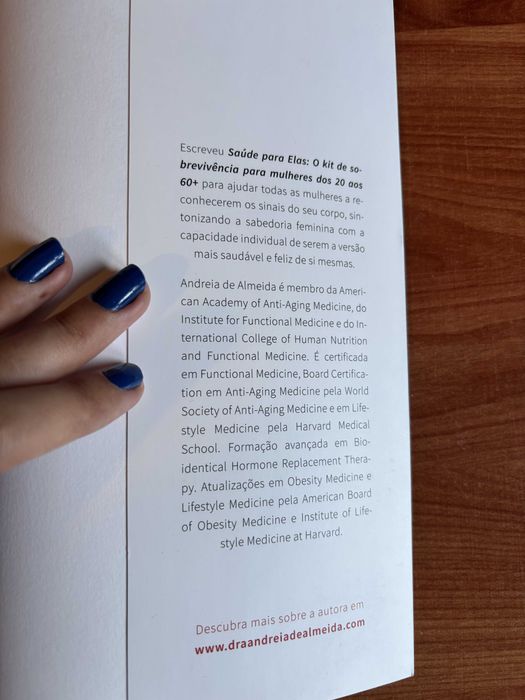 Escreveu Saúde para Elas: O kit de so-
brevivência para mulheres dos 20 aos
60+ para ajudar todas as mulheres a re-
conhecerem os sinais do seu corpo, sin-
tonizando a sabedoria feminina com a
capacidade individual de serem a versão
mais saudável e feliz de si mesmas.
Andreia de Almeida é membro da Ameri-
can Academy of Anti-Aging Medicine, do
Institute for Functional Medicine e do In-
ternational College of Human Nutrition
and Functional Medicine. É certificada
em Functional Medicine, Board Certifica-
tion em Anti-Aging Medicine pela World
Society of Anti-Aging Medicine e em Life-
style Medicine pela Harvard Medical
School. Formação avançada em Bio-
identical Hormone Replacement Thera-
py. Atualizações em Obesity Medicine e
Lifestyle Medicine pela American Board
of Obesity Medicine e Institute of Life-
style Medicine at Harvard.
Descubra mais sobre a autora em
www.draandreiadealmeida.com